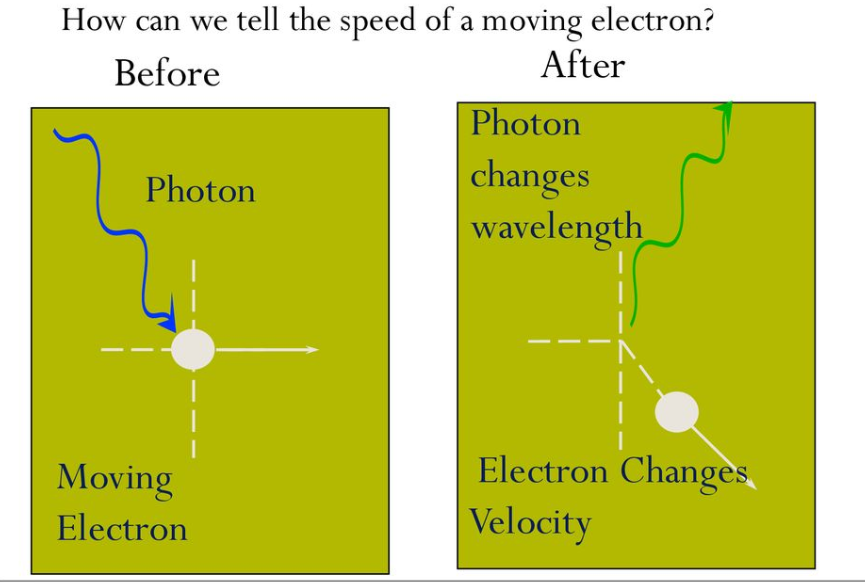 How can we tell the speed of a moving electron?
Before
After
Photon
Moving
Electron
Photon
changes
wavelength
Electron Changes
Velocity